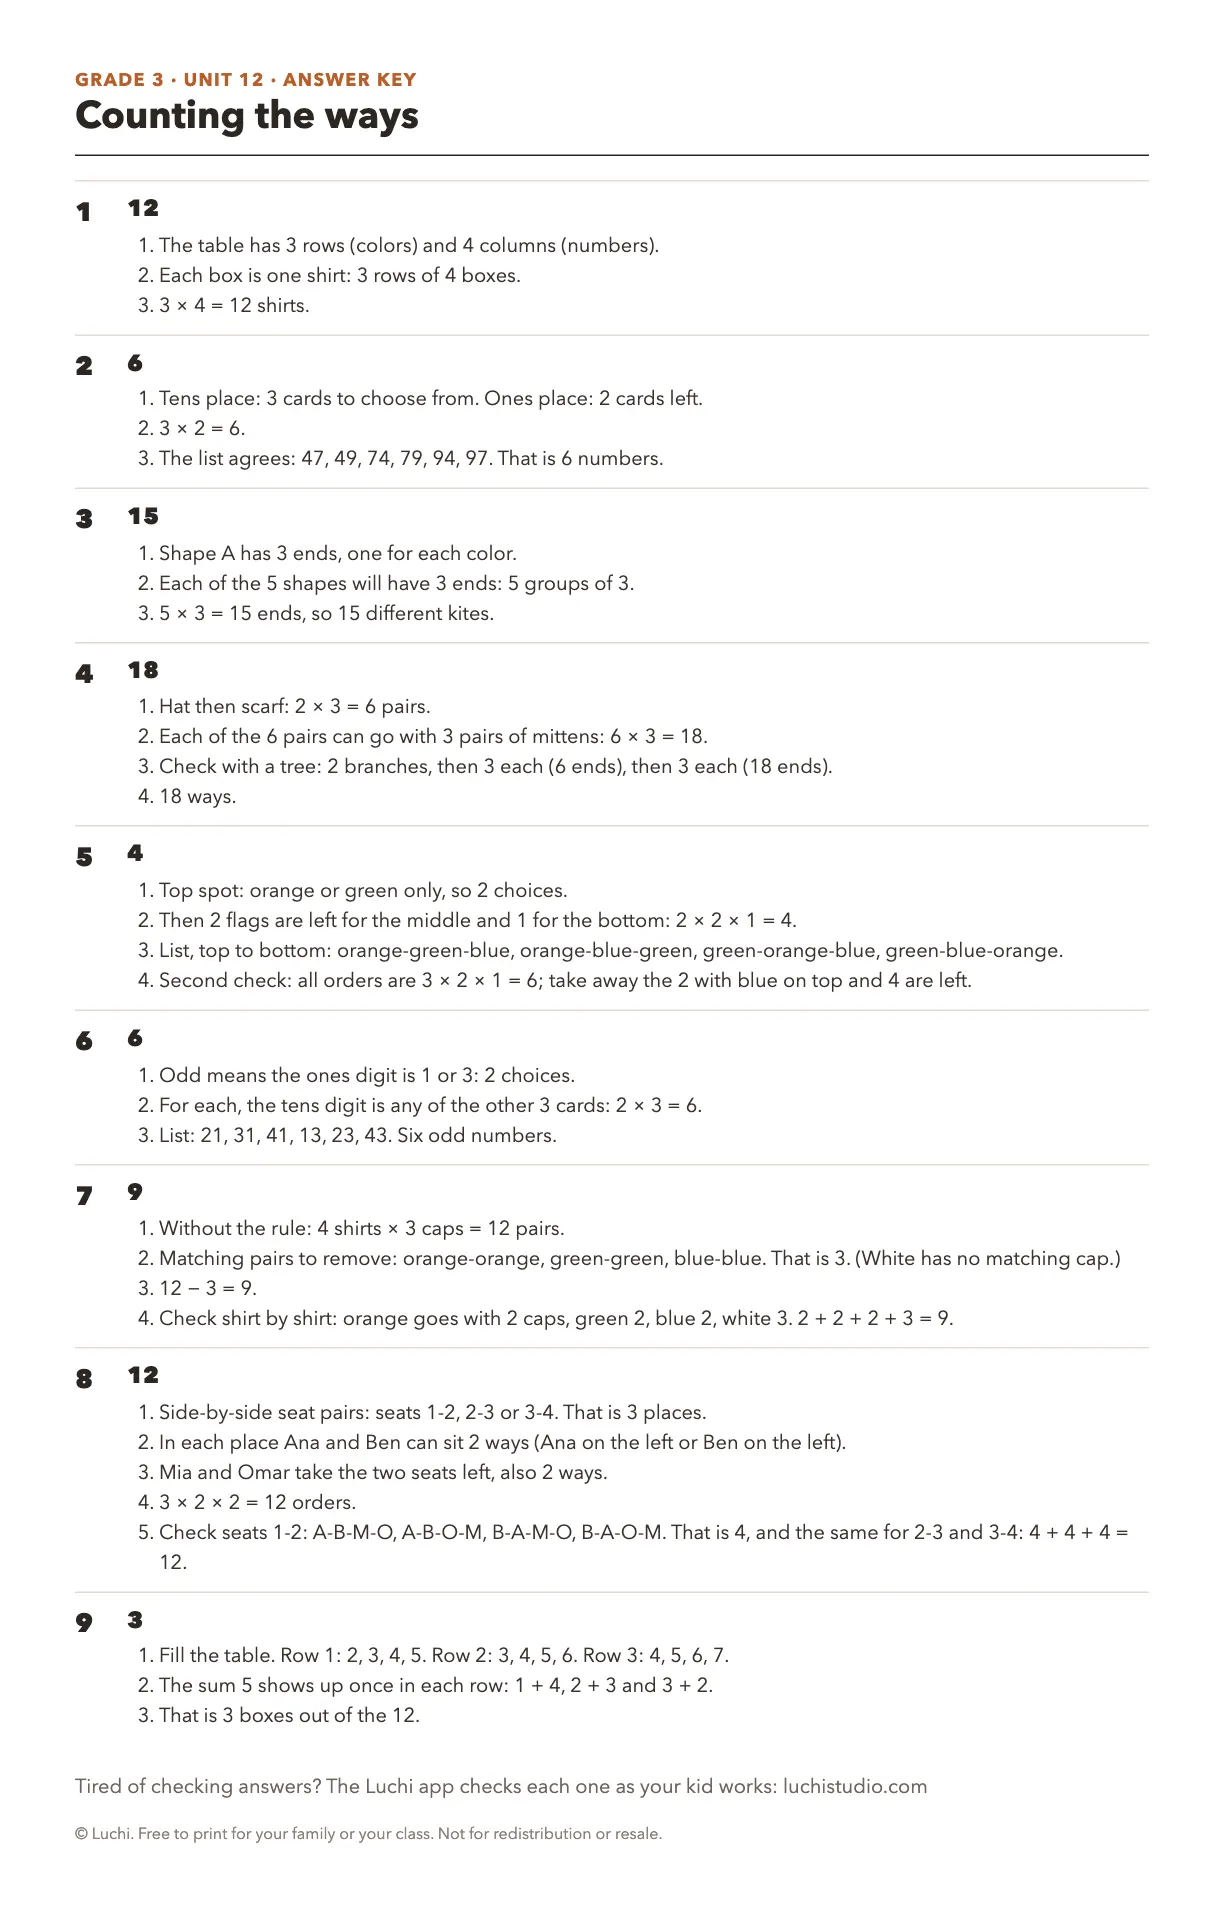 GRADE 3 · UNIT 12 · ANSWER KEY
Counting the ways
1 12
1. The table has 3 rows (colors) and 4 columns (numbers).
2. Each box is one shirt: 3 rows of 4 boxes.
3. 3 × 4 = 12 shirts.
2 6
1. Tens place: 3 cards to choose from. Ones place: 2 cards left.
2. 3 × 2 = 6.
3. The list agrees: 47, 49, 74, 79, 94, 97. That is 6 numbers.
3 15
1. Shape A has 3 ends, one for each color.
2. Each of the 5 shapes will have 3 ends: 5 groups of 3.
3. 5 × 3 = 15 ends, so 15 different kites.
4 18
1. Hat then scarf: 2 × 3 = 6 pairs.
2. Each of the 6 pairs can go with 3 pairs of mittens: 6 × 3 = 18.
3. Check with a tree: 2 branches, then 3 each (6 ends), then 3 each (18 ends).
4. 18 ways.
5 4
1. Top spot: orange or green only, so 2 choices.
2. Then 2 flags are left for the middle and 1 for the bottom: 2 × 2 × 1 = 4.
3. List, top to bottom: orange-green-blue, orange-blue-green, green-orange-blue, green-blue-orange.
4. Second check: all orders are 3 × 2 × 1 = 6; take away the 2 with blue on top and 4 are left.
6 6
1. Odd means the ones digit is 1 or 3: 2 choices.
2. For each, the tens digit is any of the other 3 cards: 2 × 3 = 6.
3. List: 21, 31, 41, 13, 23, 43. Six odd numbers.
7 9
1. Without the rule: 4 shirts × 3 caps = 12 pairs.
2. Matching pairs to remove: orange-orange, green-green, blue-blue. That is 3. (White has no matching cap.)
3. 12 − 3 = 9.
4. Check shirt by shirt: orange goes with 2 caps, green 2, blue 2, white 3. 2 + 2 + 2 + 3 = 9.
8 12
1. Side-by-side seat pairs: seats 1-2, 2-3 or 3-4. That is 3 places.
2. In each place Ana and Ben can sit 2 ways (Ana on the left or Ben on the left).
3. Mia and Omar take the two seats left, also 2 ways.
4. 3 × 2 × 2 = 12 orders.
5. Check seats 1-2: A-B-M-O, A-B-O-M, B-A-M-O, B-A-O-M. That is 4, and the same for 2-3 and 3-4: 4 + 4 + 4 =
12.
9 3
1. Fill the table. Row 1: 2, 3, 4, 5. Row 2: 3, 4, 5, 6. Row 3: 4, 5, 6, 7.
2. The sum 5 shows up once in each row: 1 + 4, 2 + 3 and 3 + 2.
3. That is 3 boxes out of the 12.
Tired of checking answers? The Luchi app checks each one as your kid works: luchistudio.com
© Luchi. Free to print for your family or your class. Not for redistribution or resale.